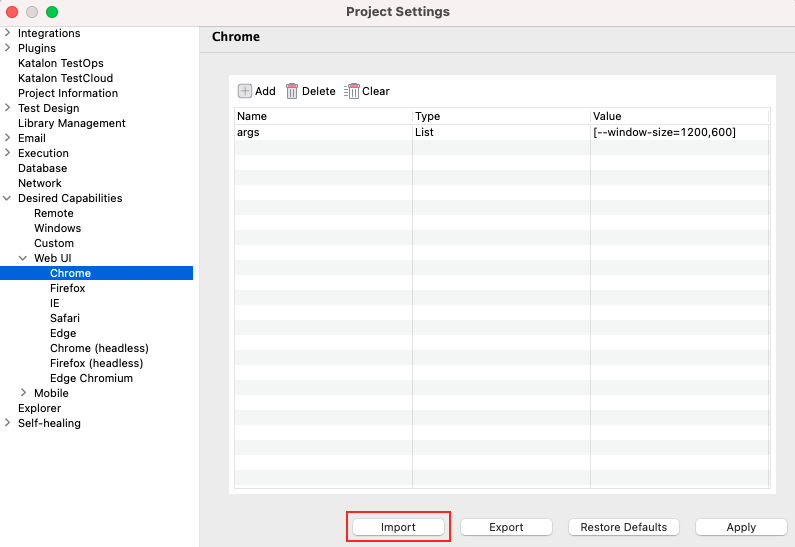 Project Settings
Integrations
Plugins
Katalon TestOps
Katalon TestCloud
Project Information
Test Design
Library Management
Email
Execution
Database
Network
Desired Capabilities
Remote
Windows
Custom
Web UI
Chrome
Firefox
IE
Safari
Edge
Chrome (headless)
Firefox (headless)
Edge Chromium
Mobile
Explorer
Self-healing
Chrome
Add Delete Clear
Name Type Value
args List [--window-size=1200,600]
Import Export Restore Defaults Apply